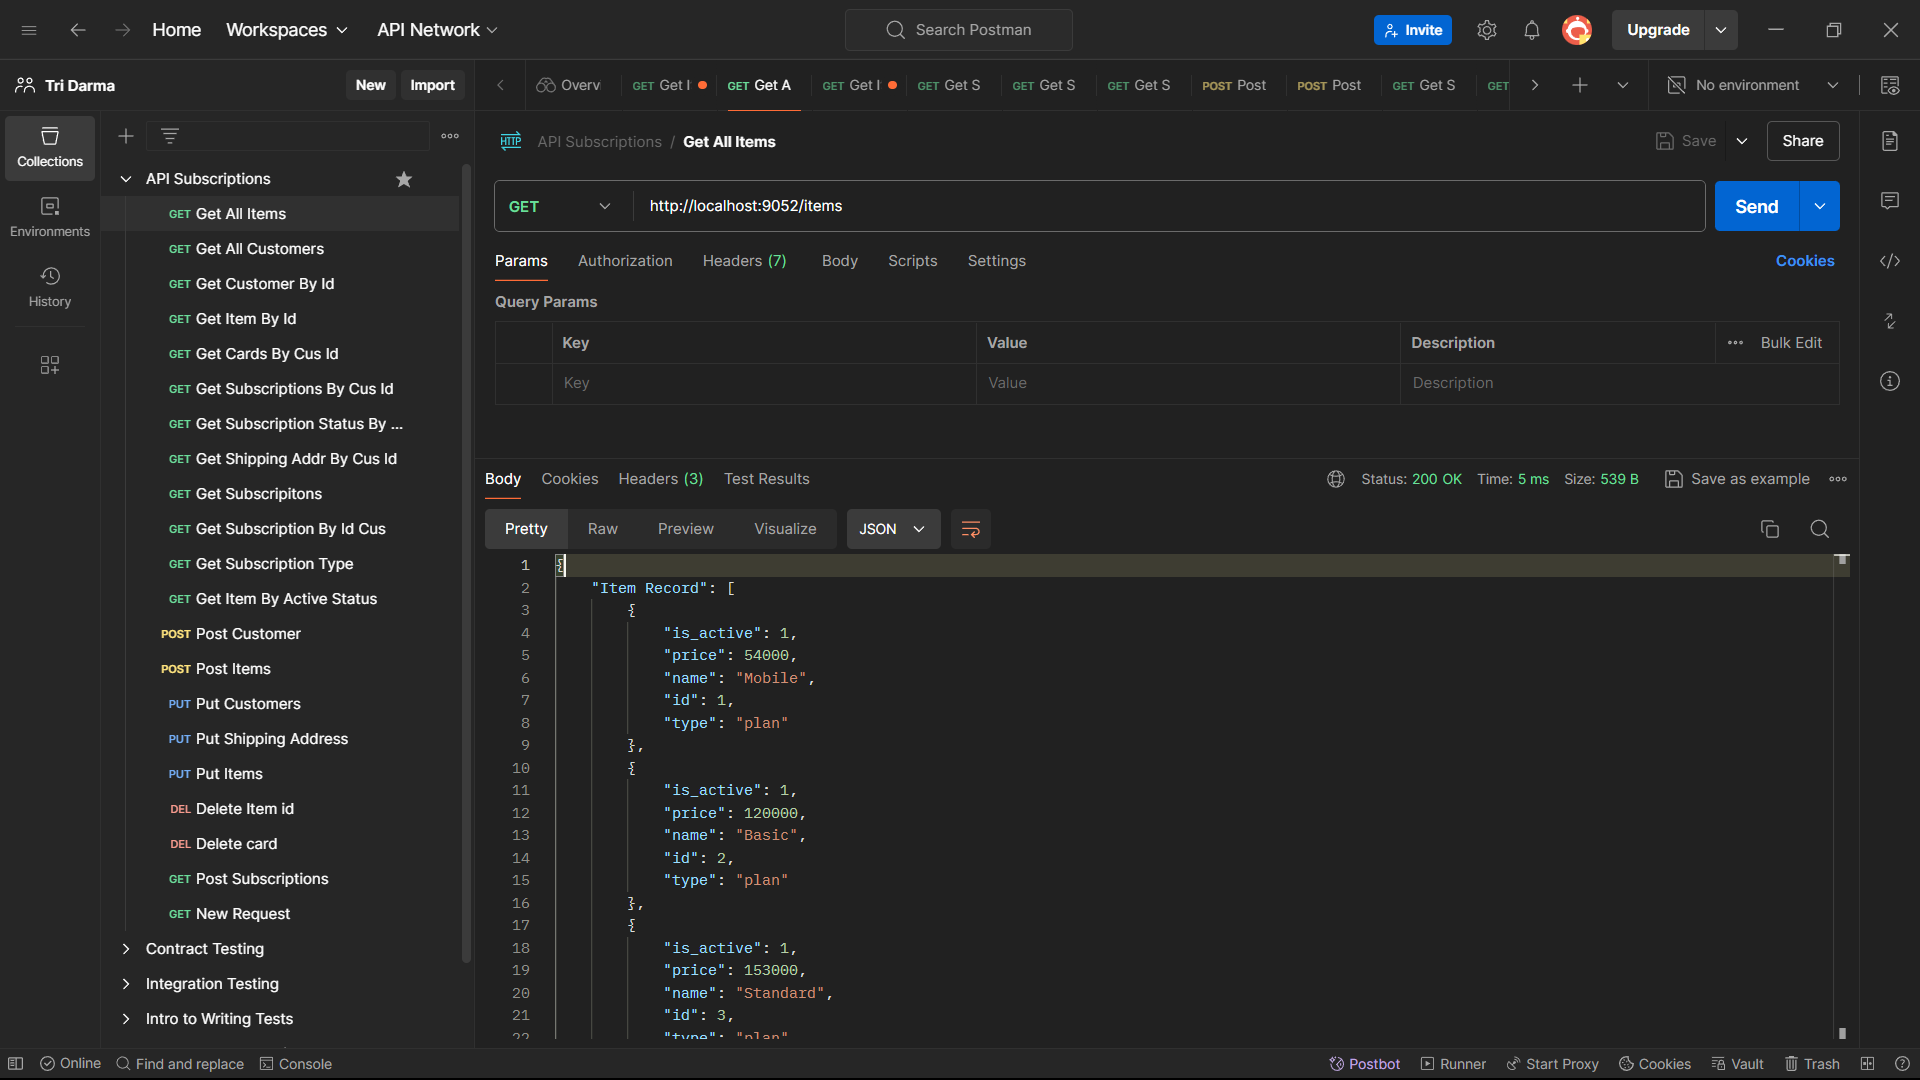 Home Workspaces API Network Search Postman Invite Upgrade
Tri Darma New Import
Overv GET Get I GET Get A GET Get I GET Get S GET Get S GET Get S POST Post POST Post GET Get S GET No environment
HTTP API Subscriptions / Get All Items Save Share
GET http://localhost:9052/items Send
Params Authorization Headers (7) Body Scripts Settings Cookies
Query Params
Key Value Description Bulk Edit
Key Value Description
Body Cookies Headers (3) Test Results Status: 200 OK Time: 5 ms Size: 539 B Save as example
Pretty Raw Preview Visualize JSON
1 {
2 "Item Record": [
3 {
4 "is_active": 1,
5 "price": 54000,
6 "name": "Mobile",
7 "id": 1,
8 "type": "plan"
9 },
10 {
11 "is_active": 1,
12 "price": 120000,
13 "name": "Basic",
14 "id": 2,
15 "type": "plan"
16 },
17 {
18 "is_active": 1,
19 "price": 153000,
20 "name": "Standard",
21 "id": 3,
22 "type": "plan"
Collections
Environments
History
API Subscriptions
GET Get All Items
GET Get All Customers
GET Get Customer By Id
GET Get Item By Id
GET Get Cards By Cus Id
GET Get Subscriptions By Cus Id
GET Get Subscription Status By ...
GET Get Shipping Addr By Cus Id
GET Get Subscripitons
GET Get Subscription By Id Cus
GET Get Subscription Type
GET Get Item By Active Status
POST Post Customer
POST Post Items
PUT Put Customers
PUT Put Shipping Address
PUT Put Items
DEL Delete Item id
DEL Delete card
GET Post Subscriptions
GET New Request
Contract Testing
Integration Testing
Intro to Writing Tests
Online Find and replace Console Postbot Runner Start Proxy Cookies Vault Trash